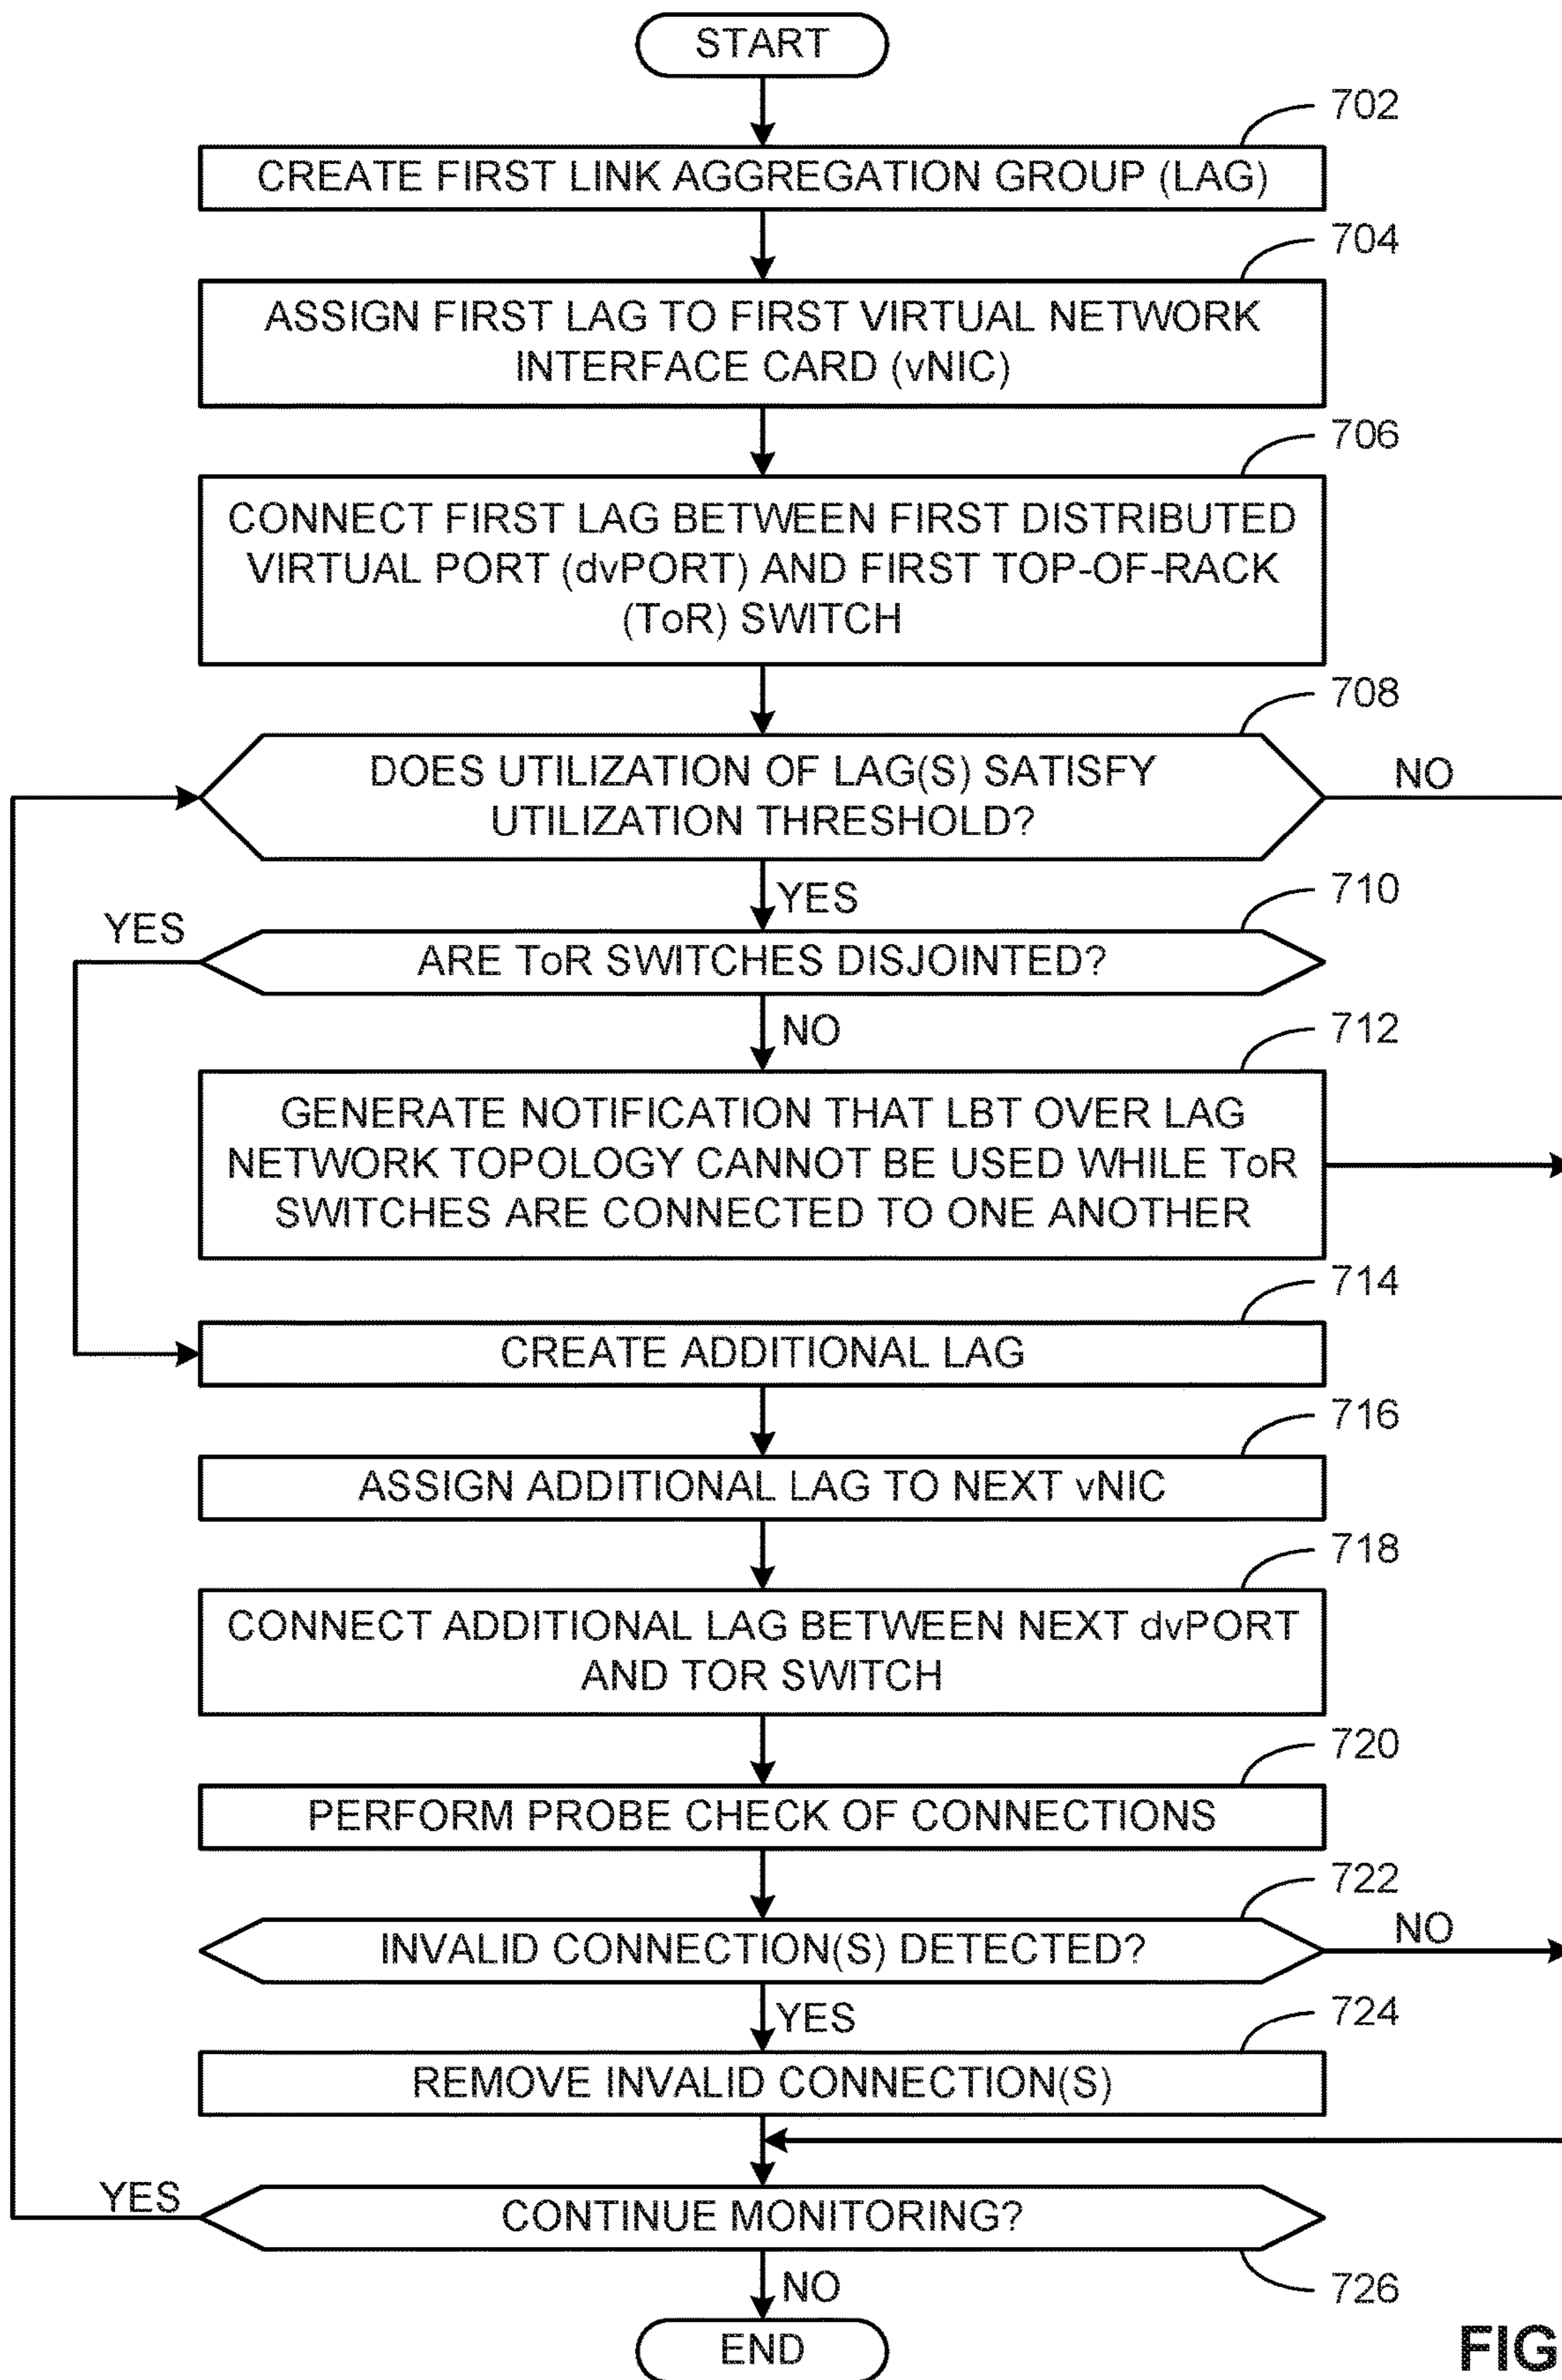 START
702
CREATE FIRST LINK AGGREGATION GROUP (LAG)
704
ASSIGN FIRST LAG TO FIRST VIRTUAL NETWORK
INTERFACE CARD (vNIC)
706
CONNECT FIRST LAG BETWEEN FIRST DISTRIBUTED
VIRTUAL PORT (dvPORT) AND FIRST TOP-OF-RACK
(ToR) SWITCH
708
DOES UTILIZATION OF LAG(S) SATISFY
UTILIZATION THRESHOLD?
NO
YES
710
YES
ARE ToR SWITCHES DISJOINTED?
NO
712
GENERATE NOTIFICATION THAT LBT OVER LAG
NETWORK TOPOLOGY CANNOT BE USED WHILE ToR
SWITCHES ARE CONNECTED TO ONE ANOTHER
714
CREATE ADDITIONAL LAG
716
ASSIGN ADDITIONAL LAG TO NEXT vNIC
718
CONNECT ADDITIONAL LAG BETWEEN NEXT dvPORT
AND TOR SWITCH
720
PERFORM PROBE CHECK OF CONNECTIONS
722
INVALID CONNECTION(S) DETECTED?
NO
YES
724
REMOVE INVALID CONNECTION(S)
YES
CONTINUE MONITORING?
NO
726
END
FIG